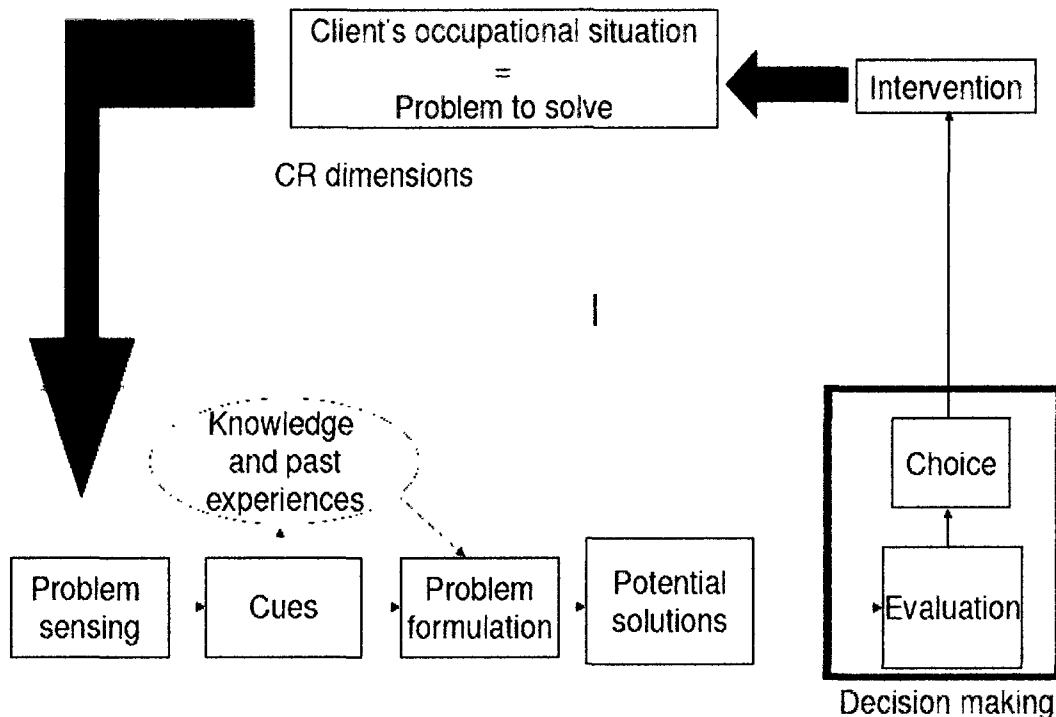 Client's occupational situation
=
Problem to solve
Intervention
CR dimensions
Knowledge
and past
experiences
Choice
Problem
sensing
Cues
Problem
formulation
Potential
solutions
Evaluation
Decision making